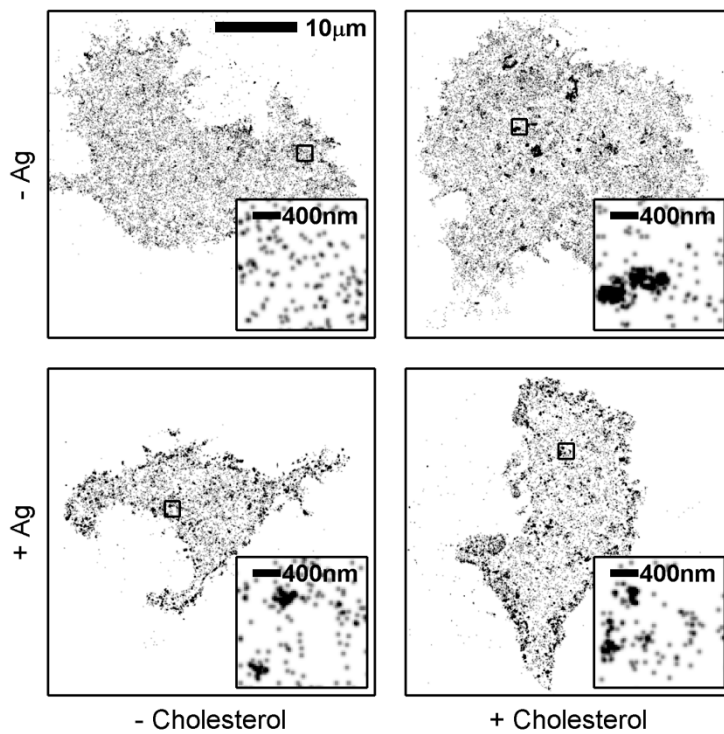 10μm
- Ag
400nm
400nm
+ Ag
400nm
400nm
- Cholesterol
+ Cholesterol